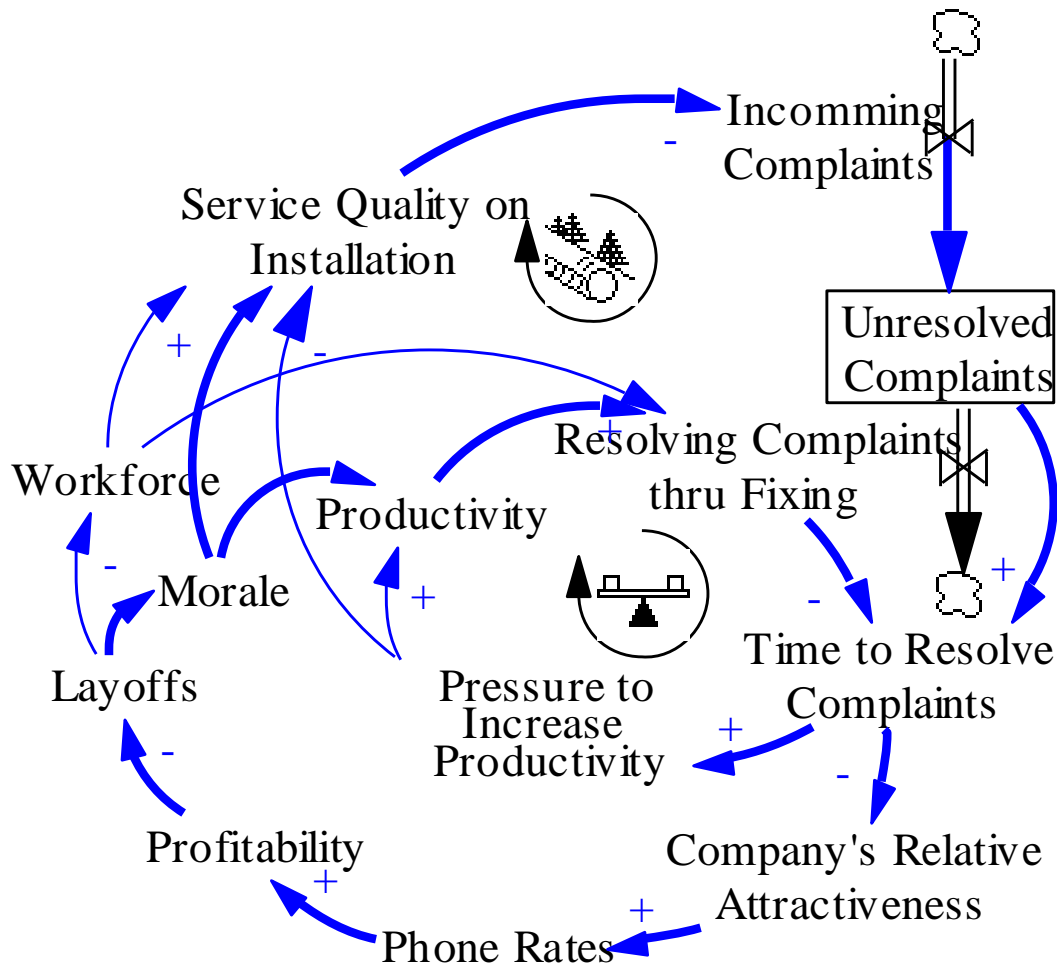 Incomming
Complaints
-
Service Quality on
Installation
Unresolved
Complaints
+
-
+
Resolving Complaints
thru Fixing
Workforce
Productivity
-
Morale
+
-
+
Time to Resolve
Complaints
Layoffs
Pressure to
Increase
Productivity
+
-
-
Profitability
Company's Relative
Attractiveness
+
+
Phone Rates